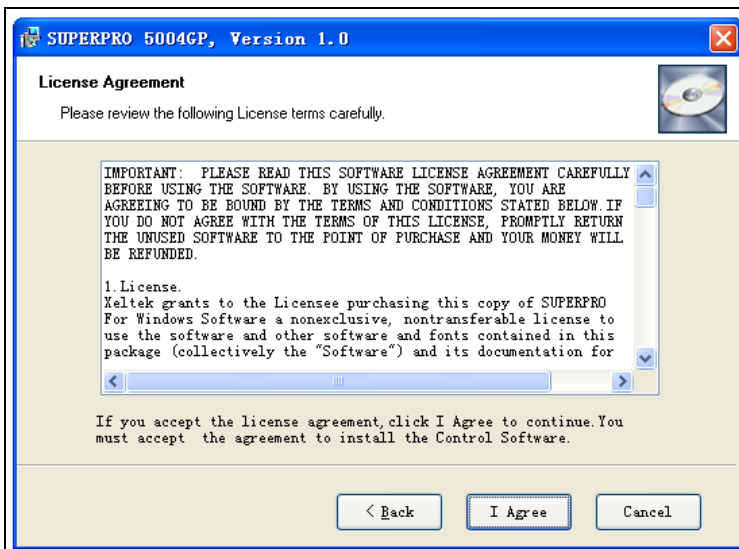 SUPERPRO 5004GP, Version 1.0
License Agreement
Please review the following License terms carefully.
IMPORTANT:  PLEASE READ THIS SOFTWARE LICENSE AGREEMENT CAREFULLY
BEFORE USING THE SOFTWARE. BY USING THE SOFTWARE, YOU ARE
AGREEING TO BE BOUND BY THE TERMS AND CONDITIONS STATED BELOW.IF
YOU DO NOT AGREE WITH THE TERMS OF THIS LICENSE, PROMPTLY RETURN
THE UNUSED SOFTWARE TO THE POINT OF PURCHASE AND YOUR MONEY WILL
BE REFUNDED.
1.License.
Xeltek grants to the Licensee purchasing this copy of SUPERPRO
For Windows Software a nonexclusive, nontransferable license to
use the software and other software and fonts contained in this
package (collectively the "Software") and its documentation for
If you accept the license agreement,click I Agree to continue.You
must accept  the agreement to install the Control Software.
< Back
I Agree
Cancel